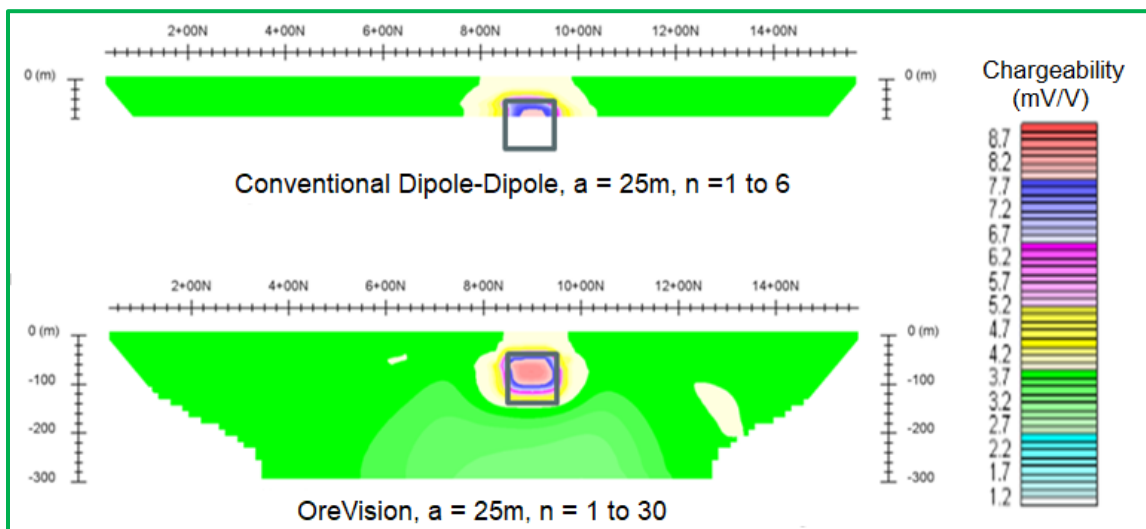 2+00N 4+00N 6+00N 8+00N 10+00N 12+00N 14+00N
0 (m) 0 (m)
Conventional Dipole-Dipole, a = 25m, n =1 to 6
2+00N 4+00N 6+00N 8+00N 10+00N 12+00N 14+00N
0 (m) 0 (m)
-100 -100
-200 -200
-300 -300
OreVision, a = 25m, n = 1 to 30
Chargeability
(mV/V)
8.7
8.2
7.7
7.2
6.7
6.2
5.7
5.2
4.7
4.2
3.7
3.2
2.7
2.2
1.7
1.2